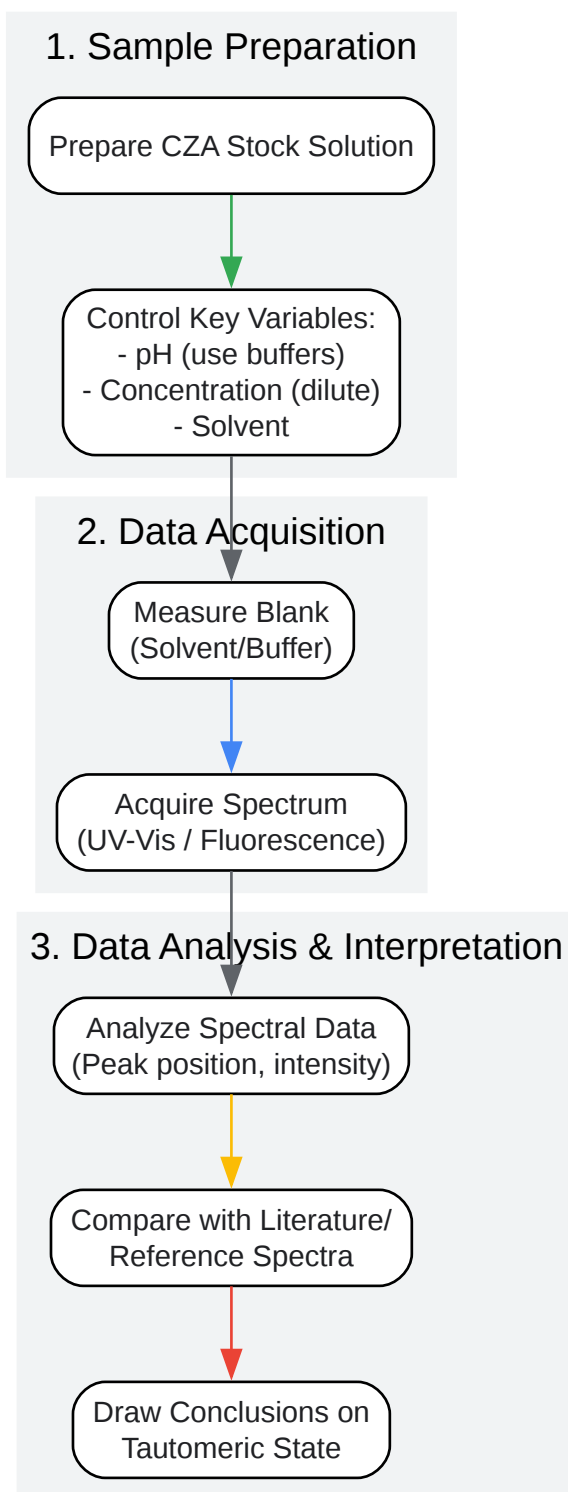 1. Sample Preparation
Prepare CZA Stock Solution
Control Key Variables:
- pH (use buffers)
- Concentration (dilute)
- Solvent
2. Data Acquisition
Measure Blank
(Solvent/Buffer)
Acquire Spectrum
(UV-Vis / Fluorescence)
3. Data Analysis & Interpretation
Analyze Spectral Data
(Peak position, intensity)
Compare with Literature/
Reference Spectra
Draw Conclusions on
Tautomeric State